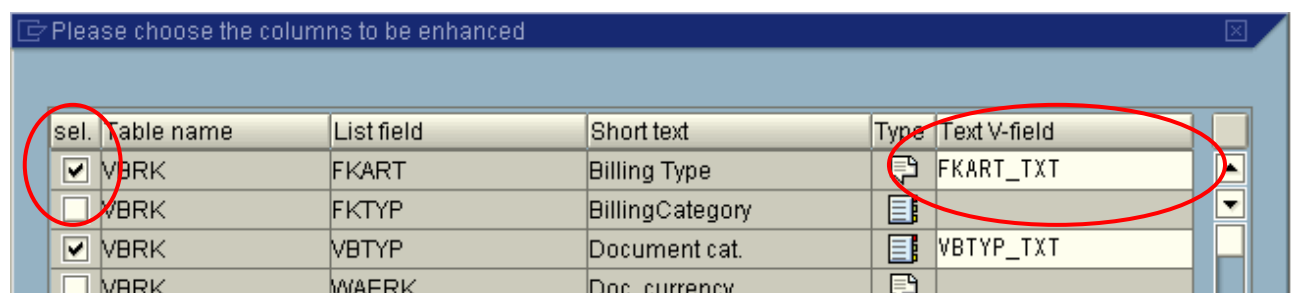 Please choose the columns to be enhanced
sel. Table name List field Short text Type Text V-field
VBRK FKART Billing Type FKART_TXT
VBRK FKTYP BillingCategory
VBRK VBTYP Document cat. VBTYP_TXT
VBRK WAERK Doc. currency